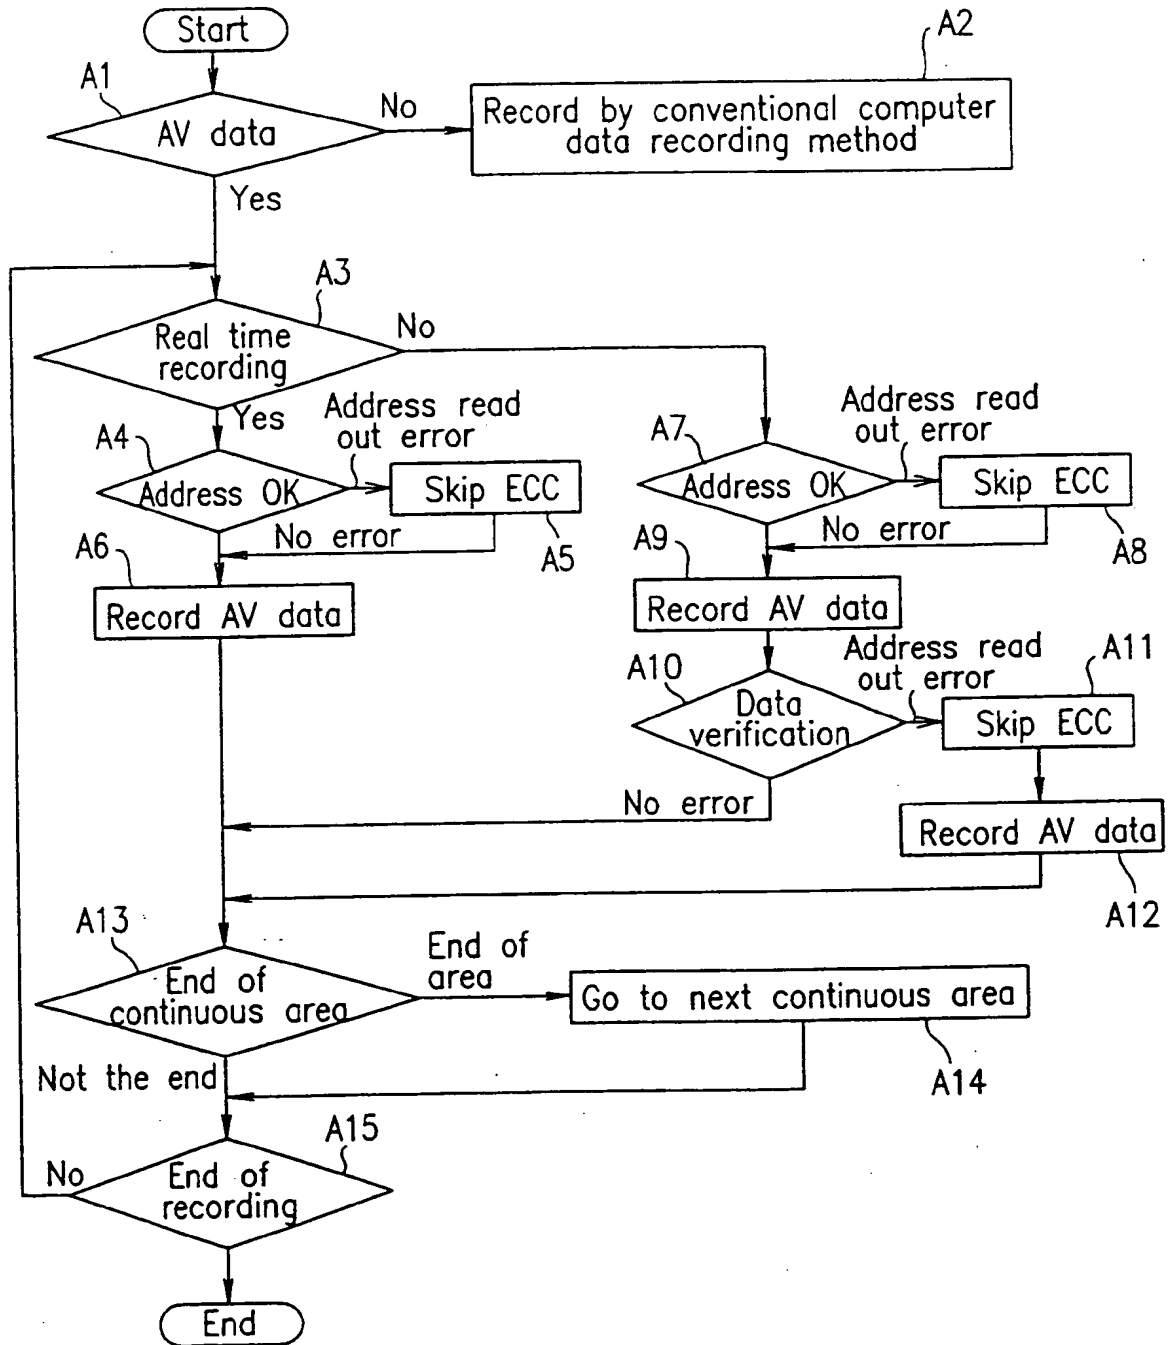 Start
A1
A2
AV data
No
Record by conventional computer
data recording method
Yes
A3
Real time
recording
No
Yes
Address read
out error
A4
Address OK
Skip ECC
A5
No error
A6
Record AV data
Address read
out error
A7
Address OK
Skip ECC
A8
No error
A9
Record AV data
Address read
out error
A10
A11
Data
verification
Skip ECC
No error
Record AV data
A12
A13
End of
continuous area
End of
area
Go to next continuous area
A14
Not the end
A15
No
End of
recording
End